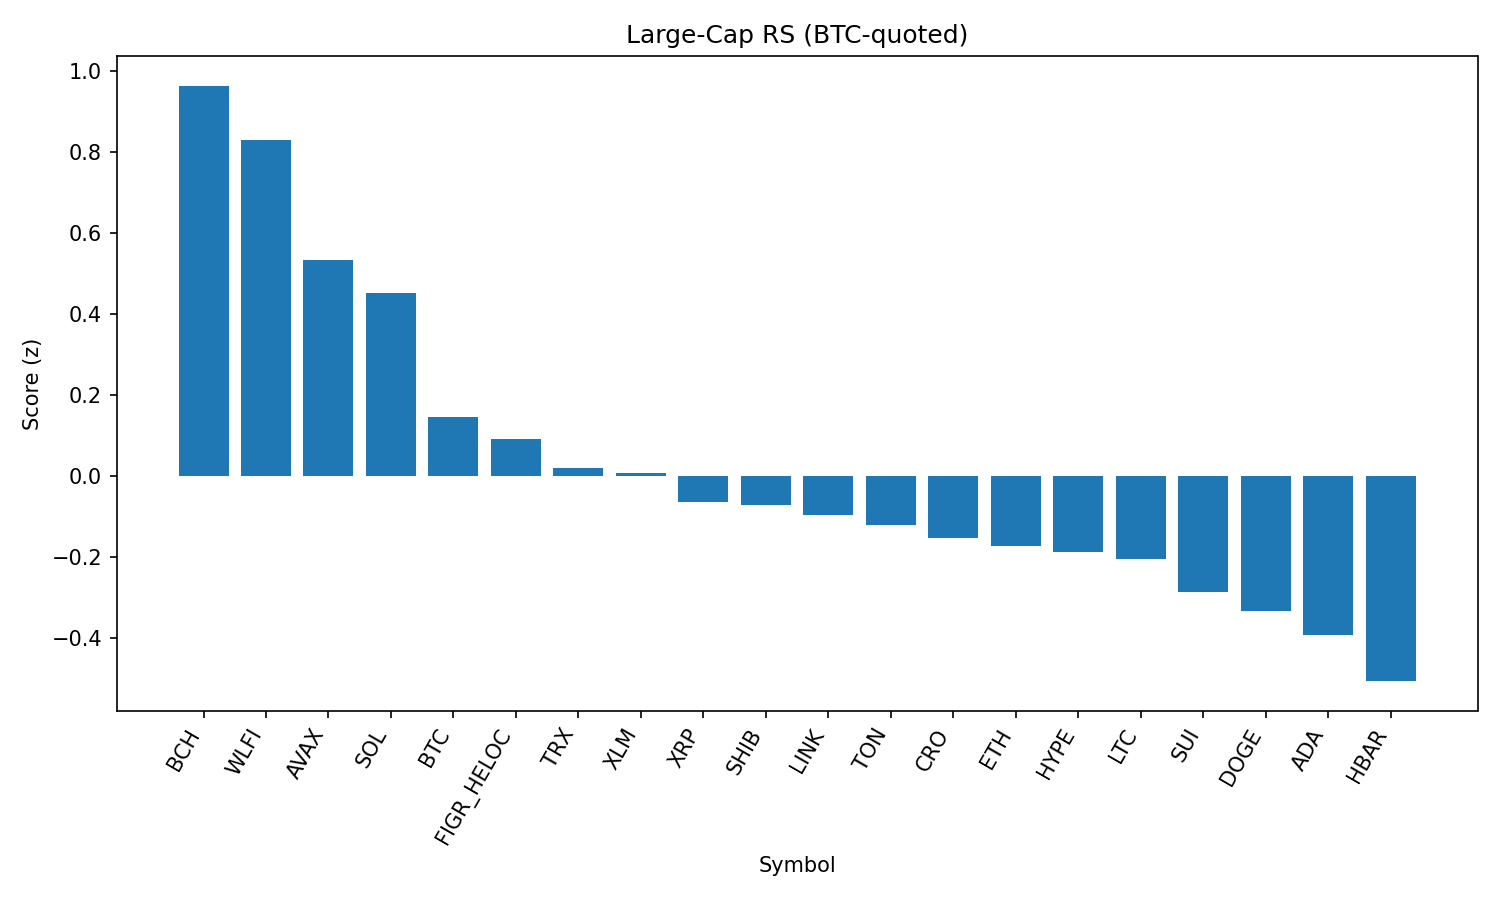 Large-Cap RS (BTC-quoted)
Score (z)
1.0
0.8
0.6
0.4
0.2
0.0
−0.2
−0.4
BCH
WLFI
AVAX
SOL
BTC
FIGR_HELOC
TRX
XLM
XRP
SHIB
LINK
TON
CRO
ETH
HYPE
LTC
SUI
DOGE
ADA
HBAR
Symbol